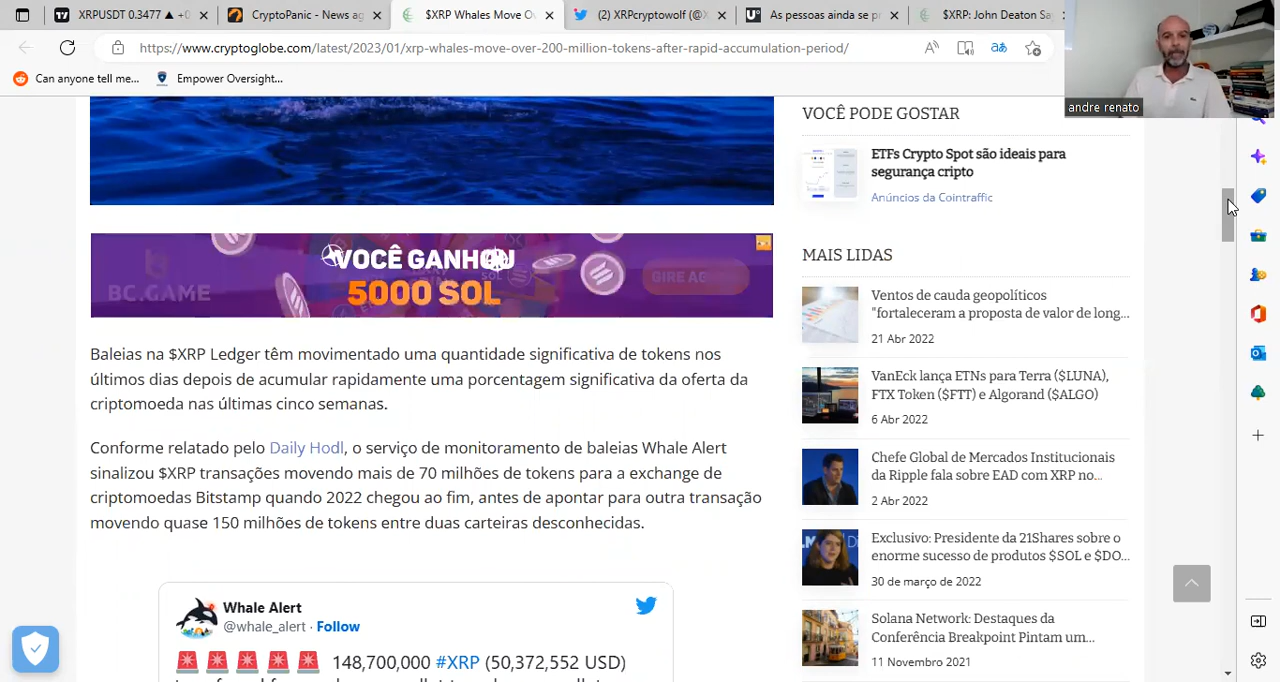 XRPUSDT 0.3477 ▲ +0
CryptoPanic - News ag
$XRP Whales Move Ov
(2) XRPcryptowolf (@X
As pessoas ainda se pr
$XRP: John Deaton Say
https://www.cryptoglobe.com/latest/2023/01/xrp-whales-move-over-200-million-tokens-after-rapid-accumulation-period/
Can anyone tell me...
Empower Oversight...
andre renato
VOCÊ GANHOU
5000 SOL
BC.GAME
Baleias na $XRP Ledger têm movimentado uma quantidade significativa de tokens nos
últimos dias depois de acumular rapidamente uma porcentagem significativa da oferta da
criptomoeda nas últimas cinco semanas.
Conforme relatado pelo Daily Hodl, o serviço de monitoramento de baleias Whale Alert
sinalizou $XRP transações movendo mais de 70 milhões de tokens para a exchange de
criptomoedas Bitstamp quando 2022 chegou ao fim, antes de apontar para outra transação
movendo quase 150 milhões de tokens entre duas carteiras desconhecidas.
Whale Alert
@whale_alert · Follow
148,700,000 #XRP (50,372,552 USD)
VOCÊ PODE GOSTAR
ETFs Crypto Spot são ideais para
segurança cripto
Anúncios da Cointraffic
MAIS LIDAS
Ventos de cauda geopolíticos
"fortaleceram a proposta de valor de long...
21 Abr 2022
VanEck lança ETNs para Terra ($LUNA),
FTX Token ($FTT) e Algorand ($ALGO)
6 Abr 2022
Chefe Global de Mercados Institucionais
da Ripple fala sobre EAD com XRP no...
2 Abr 2022
Exclusivo: Presidente da 21Shares sobre o
enorme sucesso de produtos $SOL e $DO...
30 de março de 2022
Solana Network: Destaques da
Conferência Breakpoint Pintam um...
11 Novembro 2021